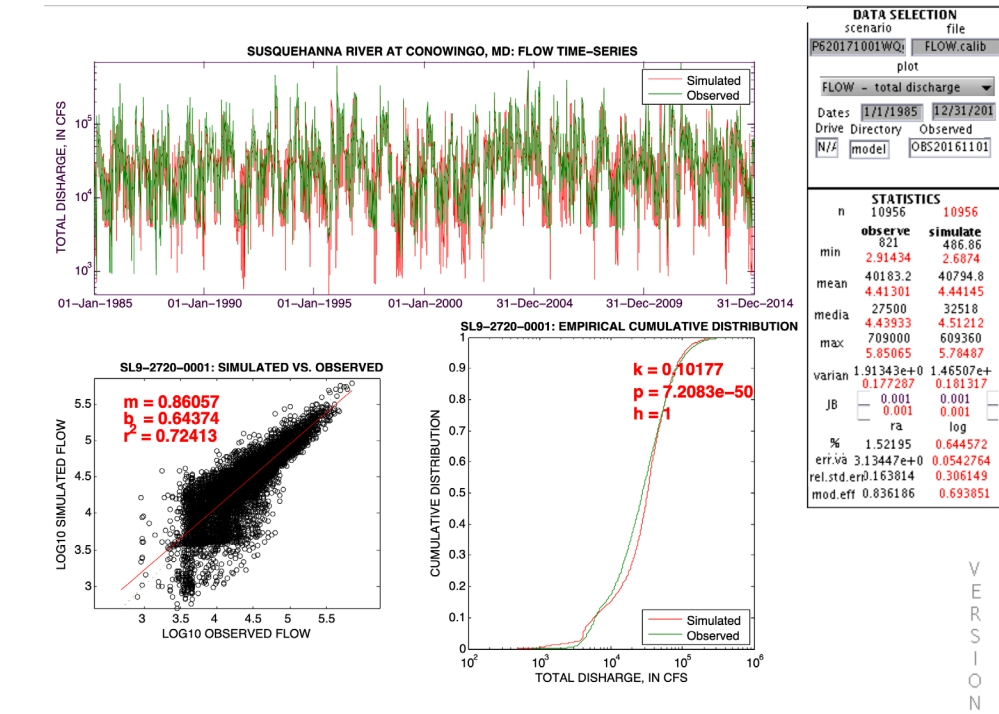 SUSQUEHANNA RIVER AT CONOWINGO, MD: FLOW TIME−SERIES
TOTAL DISHARGE, IN CFS
10^5
10^4
10^3
Simulated
Observed
01−Jan−1985 01−Jan−1990 01−Jan−1995 01−Jan−2000 31−Dec−2004 31−Dec−2009 31−Dec−2014
SL9−2720−0001: SIMULATED VS. OBSERVED
m = 0.86057
b = 0.64374
r^2 = 0.72413
LOG10 SIMULATED FLOW
5.5
5
4.5
4
3.5
3
3 3.5 4 4.5 5 5.5
LOG10 OBSERVED FLOW
SL9−2720−0001: EMPIRICAL CUMULATIVE DISTRIBUTION
k = 0.10177
p = 7.2083e−50
h = 1
CUMULATIVE DISTRIBUTION
1
0.9
0.8
0.7
0.6
0.5
0.4
0.3
0.2
0.1
0
Simulated
Observed
10^2 10^3 10^4 10^5 10^6
TOTAL DISHARGE, IN CFS
DATA SELECTION
scenario file
P620171001WQ FLOW.calib
plot
FLOW − total discharge
Dates 1/1/1985 12/31/201
Drive Directory Observed
N/A model OBS20161101
STATISTICS
n 10956 10956
observe simulate
821 486.86
min
2.91434 2.6874
40183.2 40794.8
mean
4.41301 4.44145
27500 32518
media
4.43933 4.51212
709000 609360
max
5.85065 5.78487
varian 1.91343e+0 1.46507e+
0.177287 0.181317
JB 0.001 0.001
0.001 0.001
ra log
% 1.52195 0.644572
err.va 3.13447e+0 0.0542764
rel.std.err 0.163814 0.306149
mod.eff 0.836186 0.693851
V
E
R
S
I
O
N